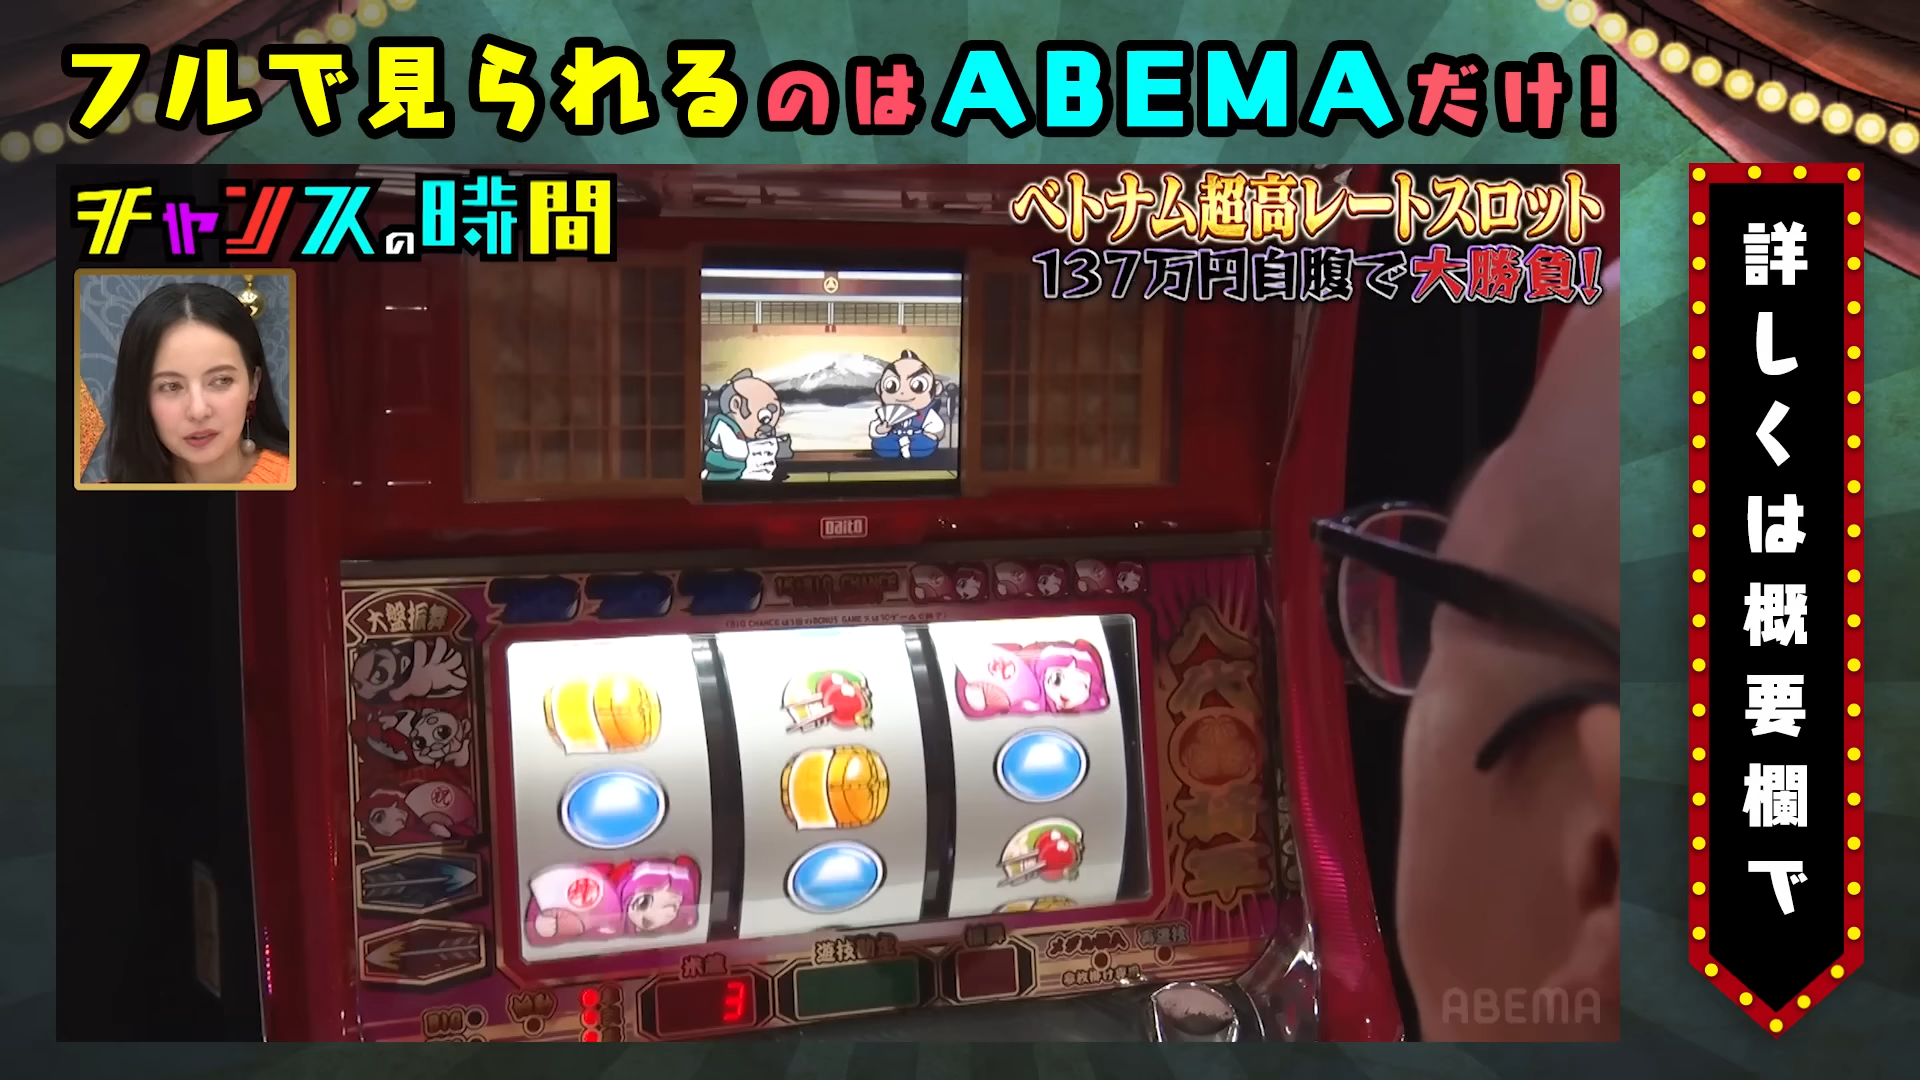 フルで見られるのはABEMAだけ!
チャンスの時間
ベトナム超高レートスロット
137万円自腹で大勝負!
詳しくは概要欄で
Daito
大盤振舞
祝
3
BIG
ABEMA